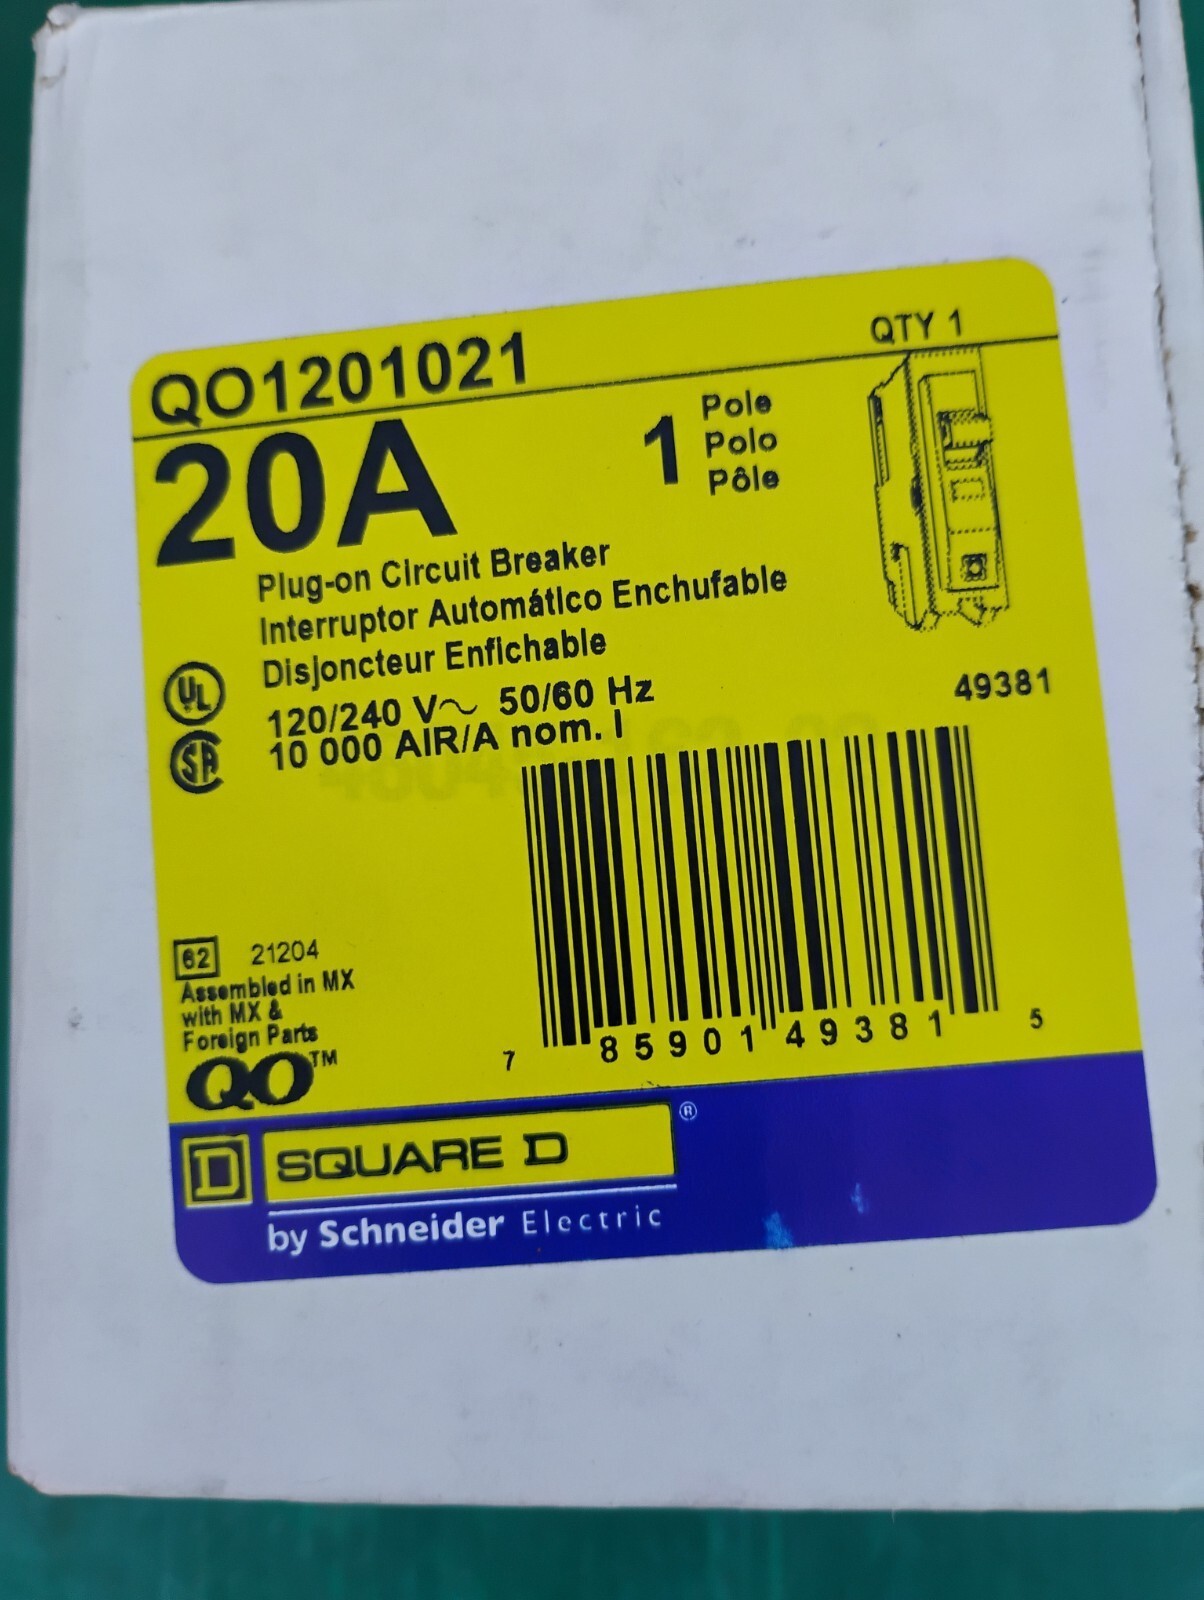 QO1201021
QTY 1
20A
1
Pole
Polo
Pôle
Plug-on Circuit Breaker
Interruptor Automático Enchufable
Disjoncteur Enfichable
120/240 V~ 50/60 Hz
10 000 AIR/A nom. I
UL
SA
49381
62 21204
Assembled in MX
with MX &
Foreign Parts
QO™
7 85901 49381 5
D SQUARE D ®
by Schneider Electric